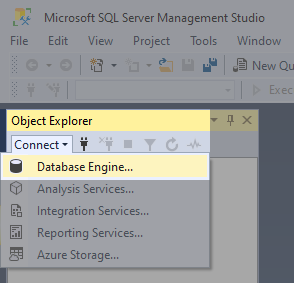 Microsoft SQL Server Management Studio
File Edit View Project Tools Window
New Qu
Exec
Object Explorer
Connect
Database Engine...
Analysis Services...
Integration Services...
Reporting Services...
Azure Storage...